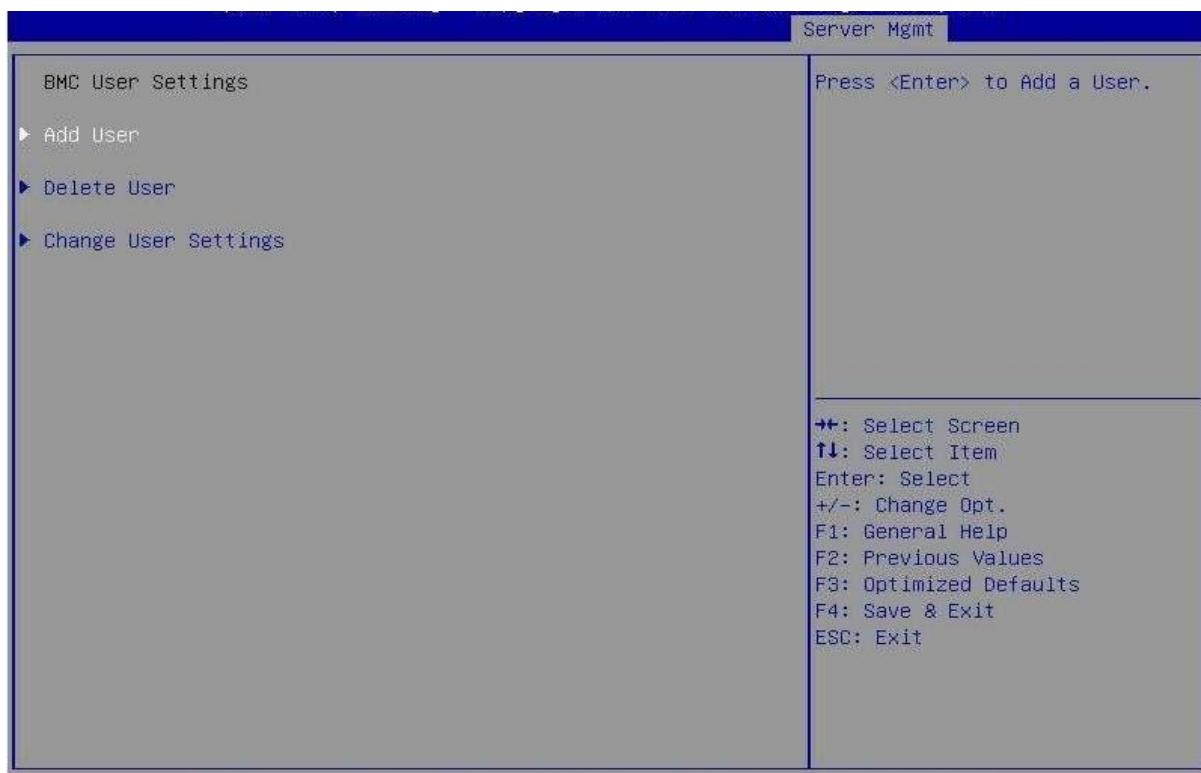 Server Mgmt
BMC User Settings
Add User
Delete User
Change User Settings
Press <Enter> to Add a User.
→←: Select Screen
↑↓: Select Item
Enter: Select
+/-: Change Opt.
F1: General Help
F2: Previous Values
F3: Optimized Defaults
F4: Save & Exit
ESC: Exit